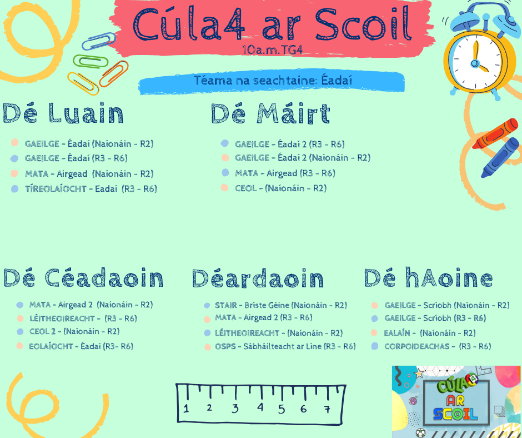 Cúla4 ar Scoil
10a.m.TG4
Téama na seachtaine: Éadaí
Dé Luain
GAEILGE - Éadaí (Naíonáin - R2)
GAEILGE - Éadaí (R3 - R6)
MATA - Airgead (Naíonáin - R2)
TÍREOLAÍOCHT - Éadaí (R3 - R6)
Dé Máirt
GAEILGE - Éadaí 2 (R3 - R6)
GAEILGE - Éadaí 2 (Naíonáin - R2)
MATA - Airgead (R3 - R6)
CEOL - (Naíonáin - R2)
Dé Céadaoin
MATA - Airgead 2 (Naíonáin - R2)
LÉITHEOIREACHT - (Naíonáin - R2)
CEOL 2 - (Naíonáin - R2)
EOLAÍOCHT - Éadaí (R3 - R6)
Déardaoin
STAIR - Bríste Géine (Naíonáin - R2)
MATA - Airgead 2 (R3 - R6)
LÉITHEOIREACHT - (Naíonáin - R2)
OSPS - Sábháilteacht ar Líne (R3 - R6)
Dé hAoine
GAEILGE - Scríobh (Naíonáin - R2)
GAEILGE - Scríobh (R3 - R6)
EALAÍN - (Naíonáin - R2)
CORPOIDEACHAS - (R3 - R6)
1 2 3 4 5 6 7
CÚLA4
AR
SCOIL